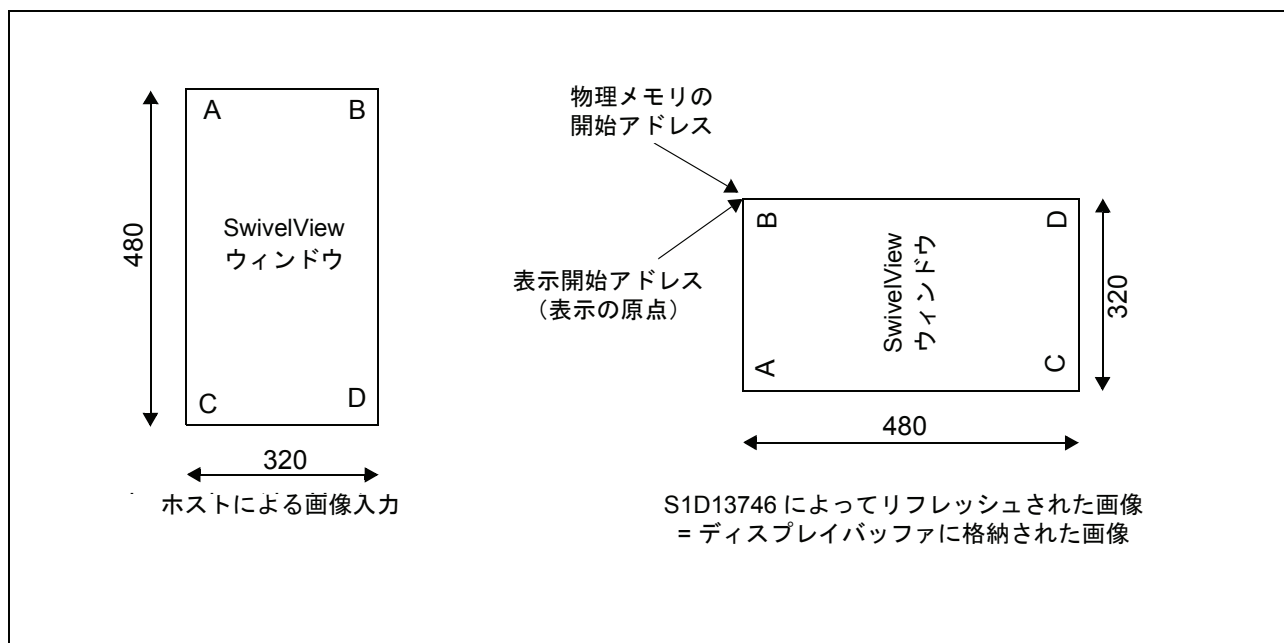 A
B
SwivelView
ウィンドウ
C
D
480
320
ホストによる画像入力
物理メモリの
開始アドレス
表示開始アドレス
（表示の原点）
B
D
SwivelView
ウィンドウ
A
C
320
480
S1D13746 によってリフレッシュされた画像
= ディスプレイバッファに格納された画像